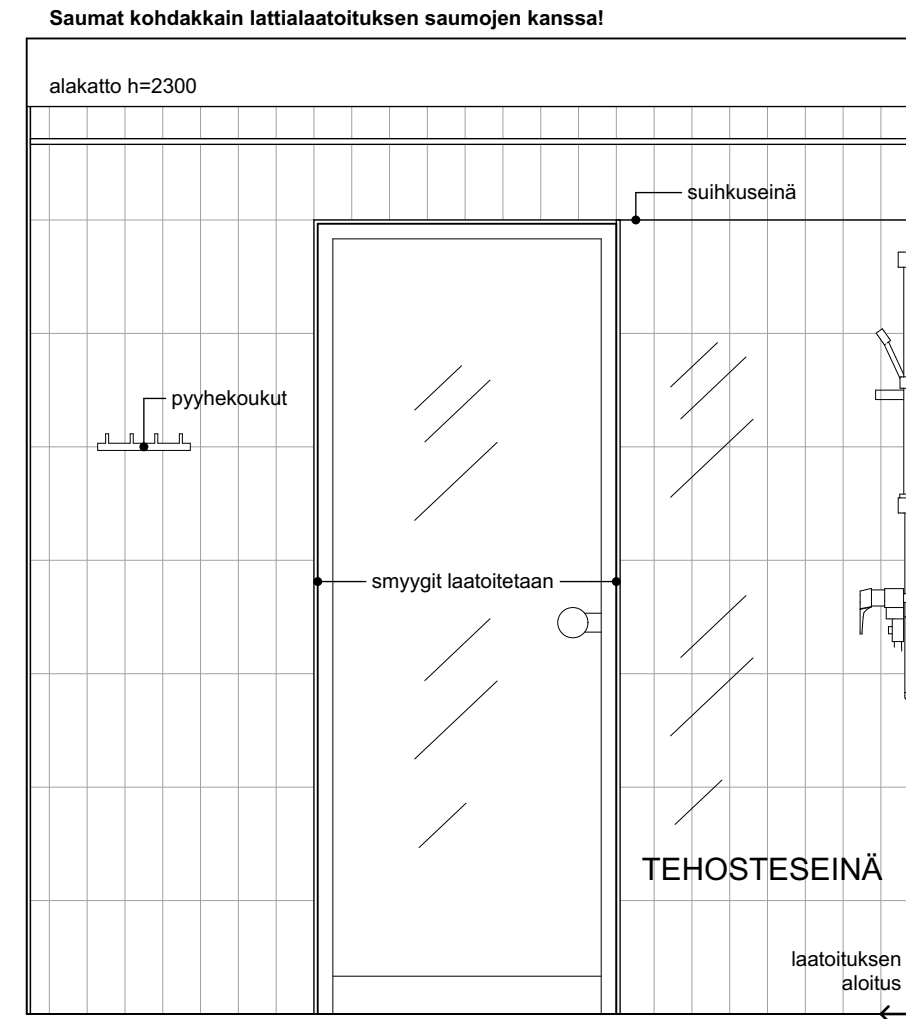 Saumat kohdakkain lattialaatoituksen saumojen kanssa!
alakatto h=2300
suihkuseinä
pyyhekoukut
smyygit laatoitetaan
TEHOSTESEINÄ
laatoituksen
aloitus